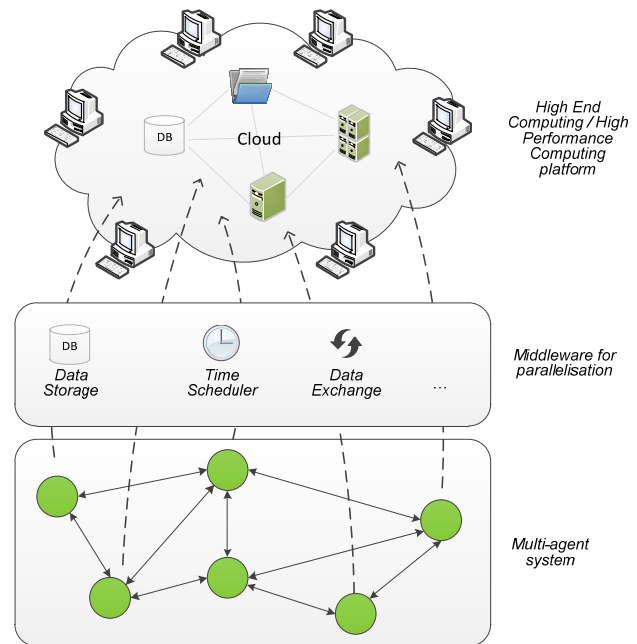 DB
Cloud
High End
Computing / High
Performance
Computing
platform
DB
Data
Storage
Time
Scheduler
Data
Exchange
...
Middleware for
parallelisation
Multi-agent
system